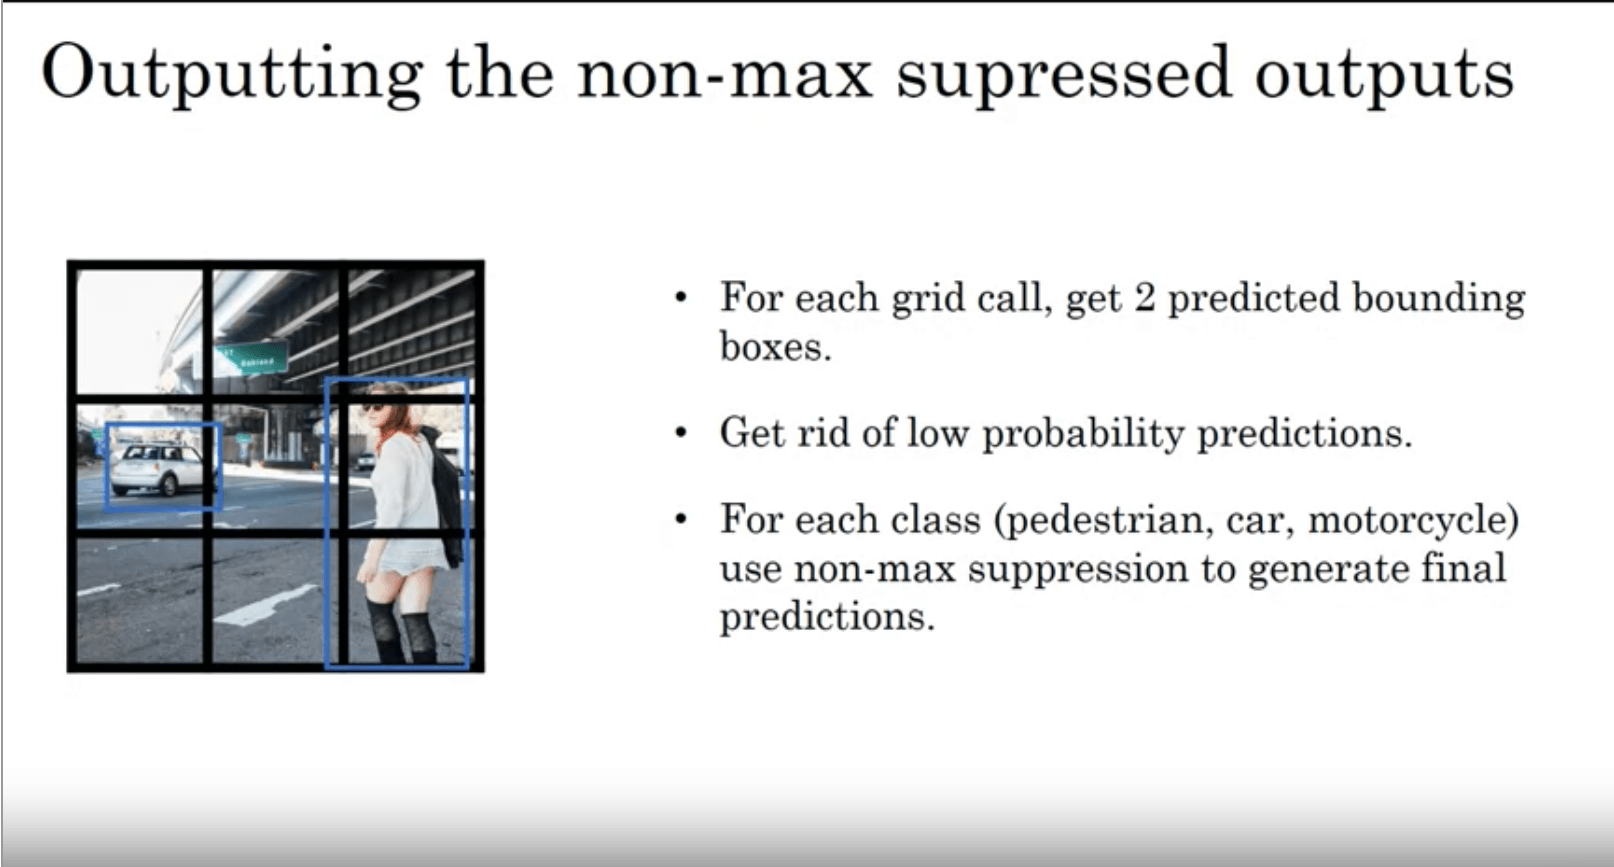 Outputting the non-max supressed outputs
Oakland
• For each grid call, get 2 predicted bounding
boxes.
• Get rid of low probability predictions.
• For each class (pedestrian, car, motorcycle)
use non-max suppression to generate final
predictions.